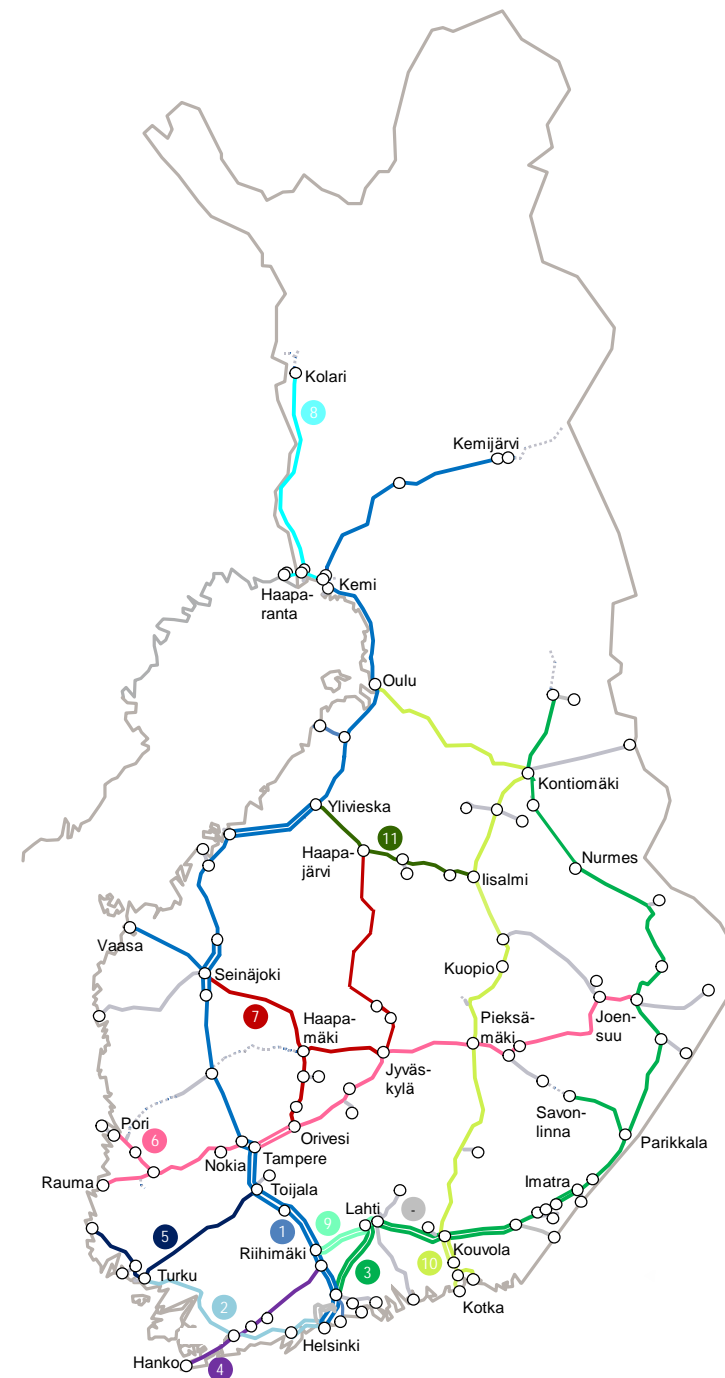 Kolari
8
Kemijärvi
Haapa-
ranta
Kemi
Oulu
Kontiomäki
Ylivieska
11
Haapa-
järvi
Iisalmi
Nurmes
Vaasa
Seinäjoki
Kuopio
7
Haapa-
mäki
Pieksä-
mäki
Joen-
suu
Jyväs-
kylä
Savon-
linna
Pori
6
Orivesi
Parikkala
Nokia
Tampere
Rauma
Toijala
Imatra
Lahti
-
1
9
5
Riihimäki
Kouvola
3
10
Turku
2
Kotka
Helsinki
Hanko
4